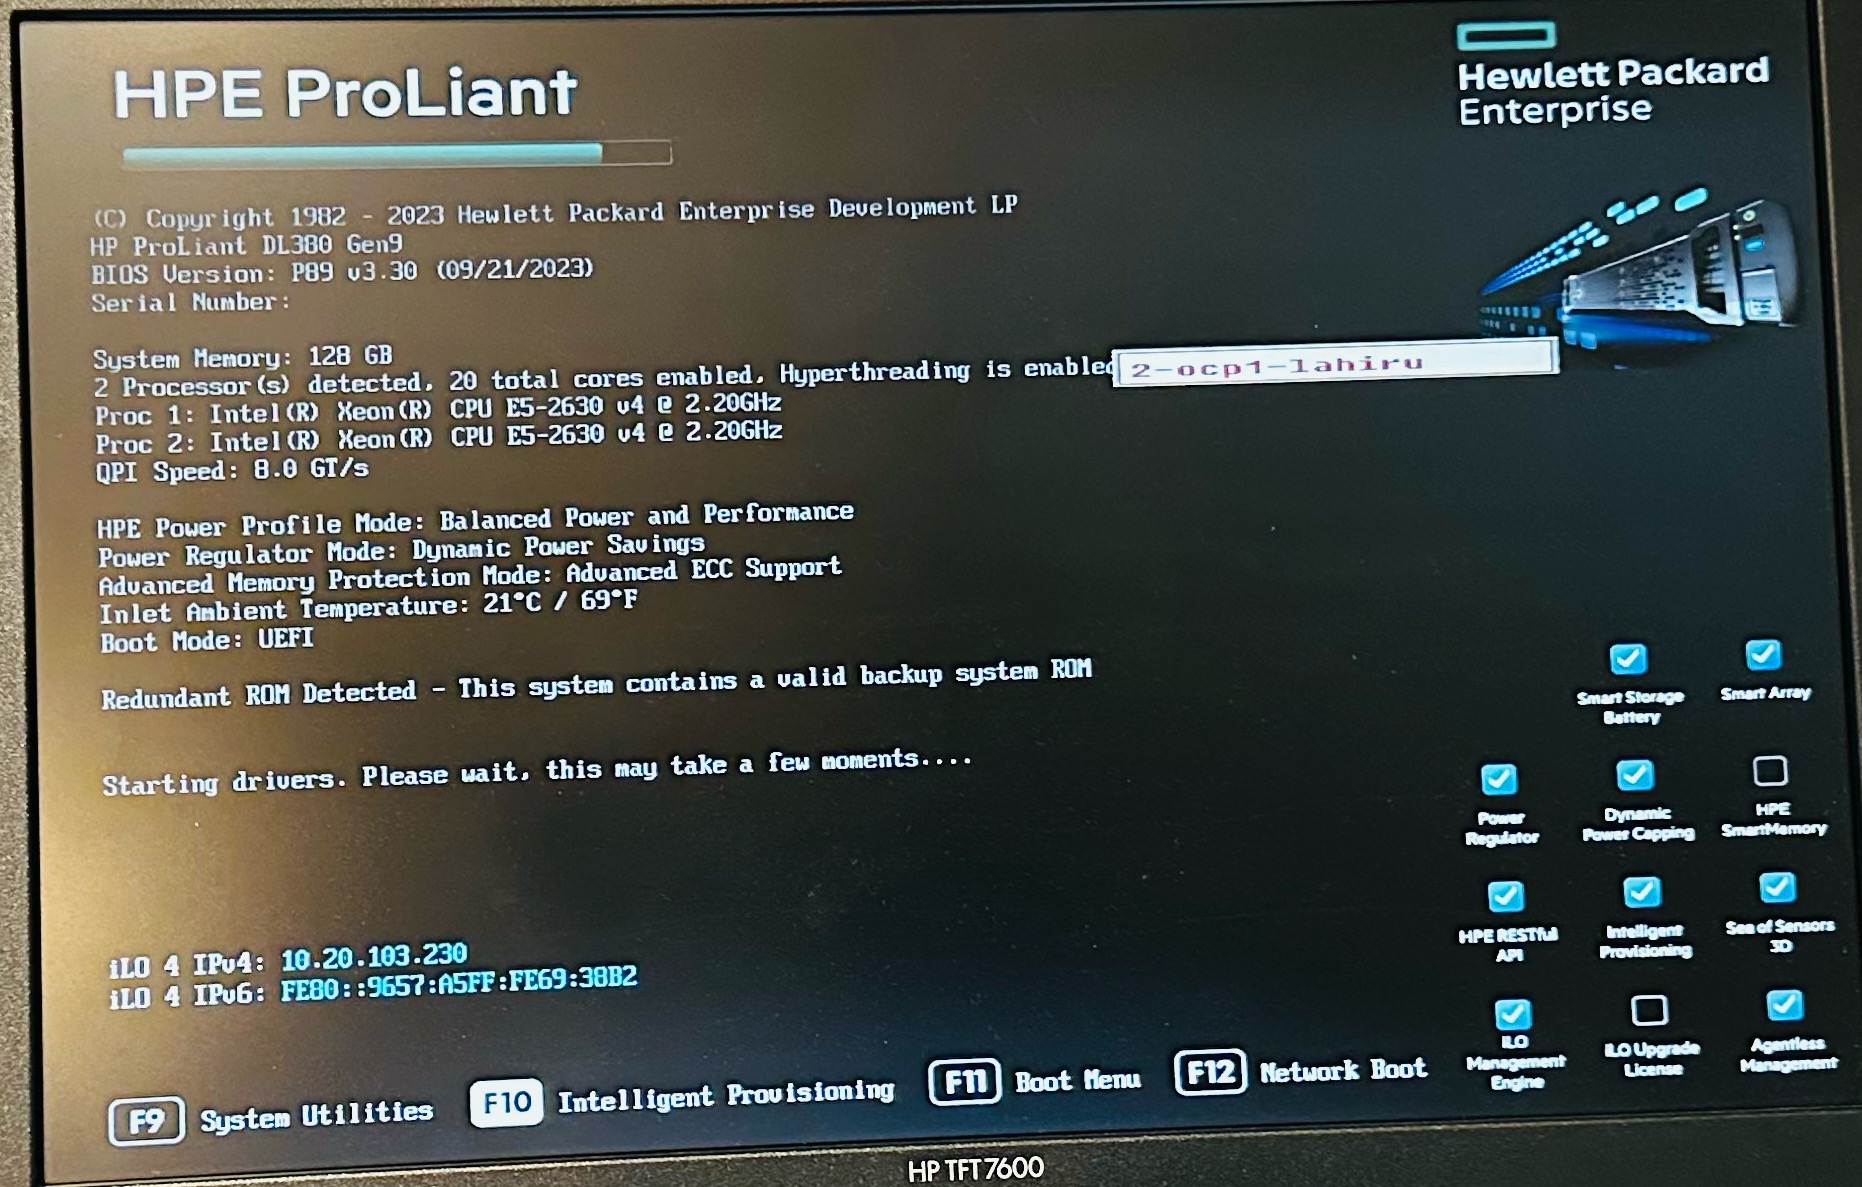 HPE ProLiant
Hewlett Packard
Enterprise
(C) Copyright 1982 - 2023 Hewlett Packard Enterprise Development LP
HP ProLiant DL380 Gen9
BIOS Version: P89 v3.30 (09/21/2023)
Serial Number:
System Memory: 128 GB
2 Processor(s) detected, 20 total cores enabled, Hyperthreading is enabled
2-ocp1-lahiru
Proc 1: Intel(R) Xeon(R) CPU E5-2630 v4 @ 2.20GHz
Proc 2: Intel(R) Xeon(R) CPU E5-2630 v4 @ 2.20GHz
QPI Speed: 8.0 GT/s
HPE Power Profile Mode: Balanced Power and Performance
Power Regulator Mode: Dynamic Power Savings
Advanced Memory Protection Mode: Advanced ECC Support
Inlet Ambient Temperature: 21°C / 69°F
Boot Mode: UEFI
Redundant ROM Detected - This system contains a valid backup system ROM
Starting drivers. Please wait, this may take a few moments....
Smart Storage
Battery
Smart Array
Power
Regulator
Dynamic
Power Capping
HPE
SmartMemory
HPE RESTful
API
Intelligent
Provisioning
Sea of Sensors
3D
iLO
Management
Engine
iLO Upgrade
License
Agentless
Management
iLO 4 IPv4: 10.20.103.230
iLO 4 IPv6: FE80::9657:A5FF:FE69:38B2
F9 System Utilities
F10 Intelligent Provisioning
F11 Boot Menu
F12 Network Boot
HP TFT7600